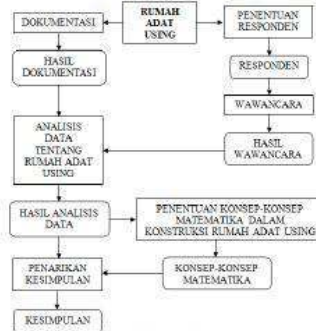 RUMAH
ADAT
USING
DOKUMENTASI
PENENTUAN
RESPONDEN
HASIL
DOKUMENTASI
RESPONDEN
WAWANCARA
ANALISIS
DATA
TENTANG
RUMAH ADAT
USING
HASIL
WAWANCARA
HASIL ANALISIS
DATA
PENENTUAN KONSEP-KONSEP
MATEMATIKA DALAM
KONSTRUKSI RUMAH ADAT USING
PENARIKAN
KESIMPULAN
KONSEP-KONSEP
MATEMATIKA
KESIMPULAN